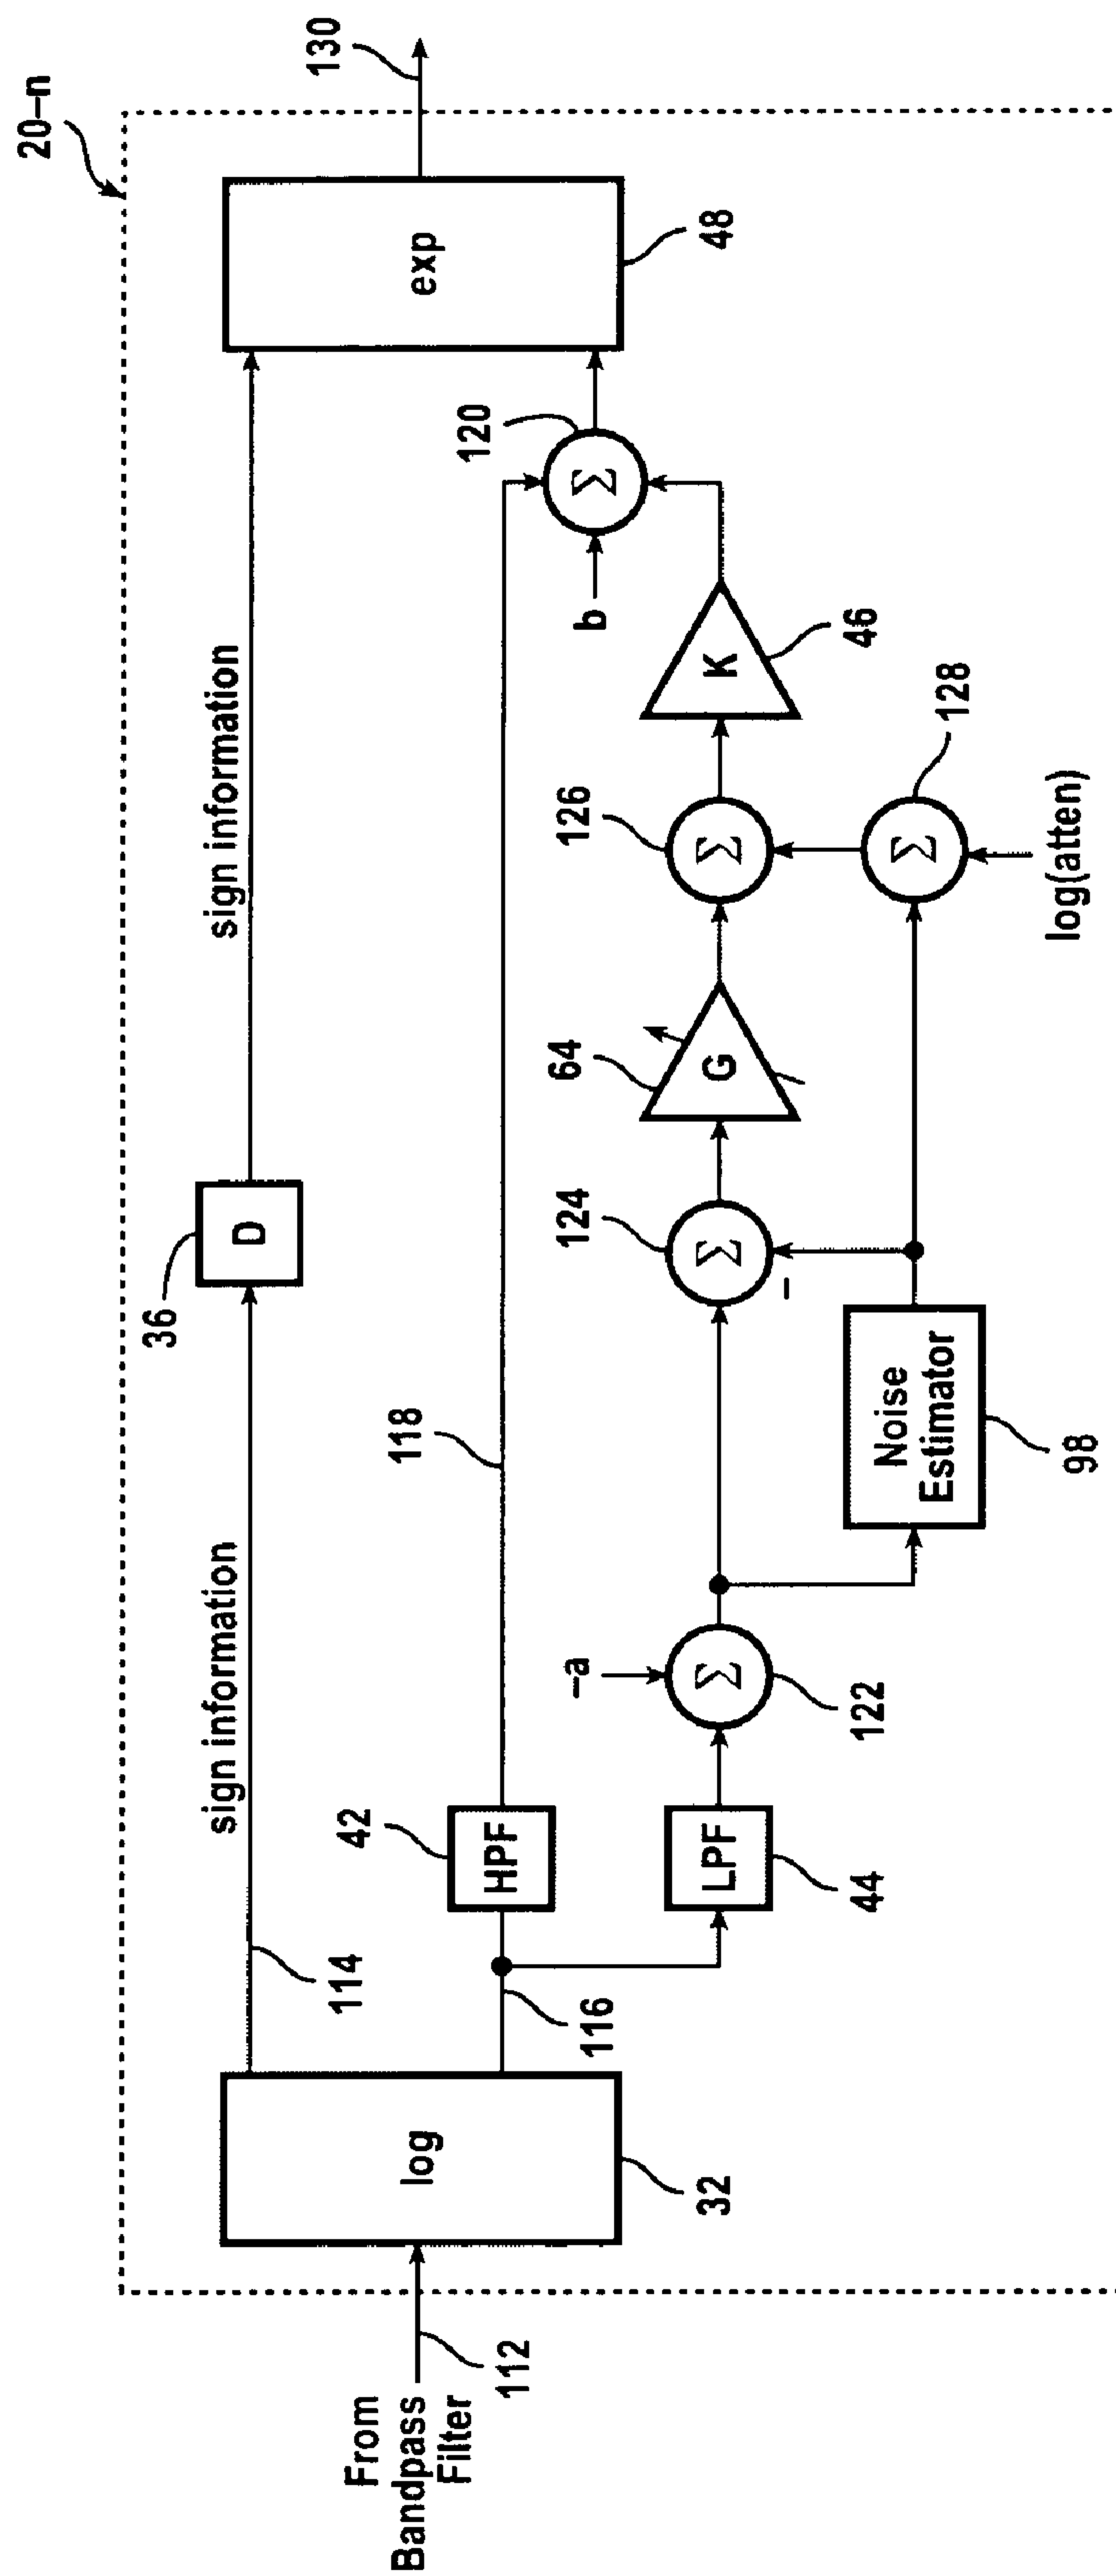 20–n
From
Bandpass
Filter
112
log
32
114
sign information
36
D
sign information
exp
48
130
116
42
HPF
118
b
120
LPF
44
–a
Σ
122
Σ
124
–
64
G
126
Σ
K
46
Σ
Noise
Estimator
98
Σ
128
log(atten)